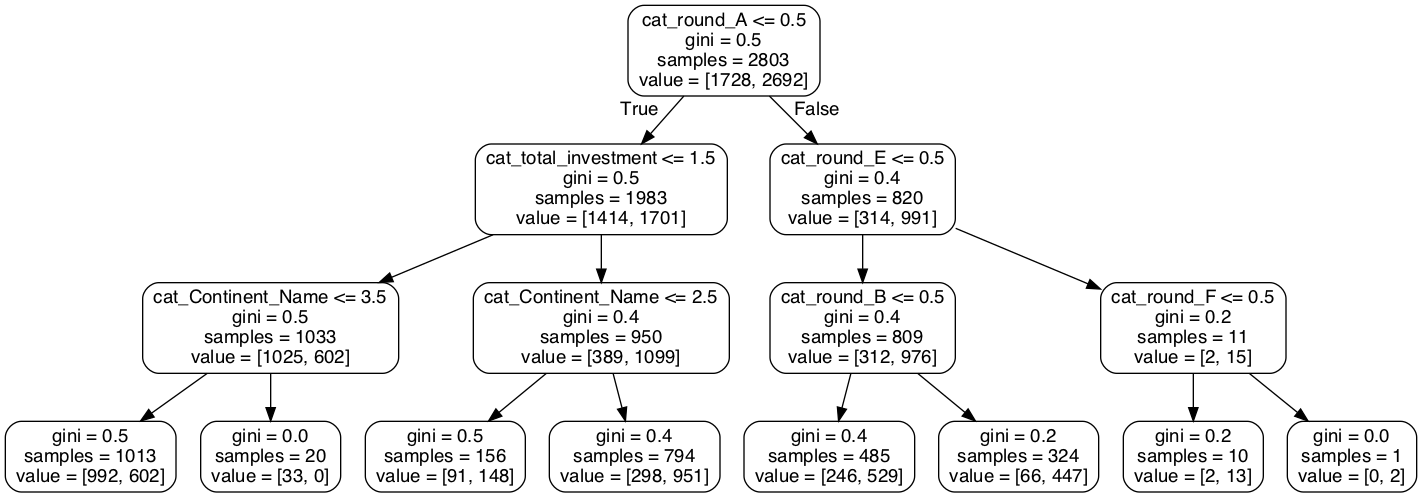 cat_round_A <= 0.5
gini = 0.5
samples = 2803
value = [1728, 2692]
True
False
cat_total_investment <= 1.5
gini = 0.5
samples = 1983
value = [1414, 1701]
cat_round_E <= 0.5
gini = 0.4
samples = 820
value = [314, 991]
cat_Continent_Name <= 3.5
gini = 0.5
samples = 1033
value = [1025, 602]
cat_Continent_Name <= 2.5
gini = 0.4
samples = 950
value = [389, 1099]
cat_round_B <= 0.5
gini = 0.4
samples = 809
value = [312, 976]
cat_round_F <= 0.5
gini = 0.2
samples = 11
value = [2, 15]
gini = 0.5
samples = 1013
value = [992, 602]
gini = 0.0
samples = 20
value = [33, 0]
gini = 0.5
samples = 156
value = [91, 148]
gini = 0.4
samples = 794
value = [298, 951]
gini = 0.4
samples = 485
value = [246, 529]
gini = 0.2
samples = 324
value = [66, 447]
gini = 0.2
samples = 10
value = [2, 13]
gini = 0.0
samples = 1
value = [0, 2]